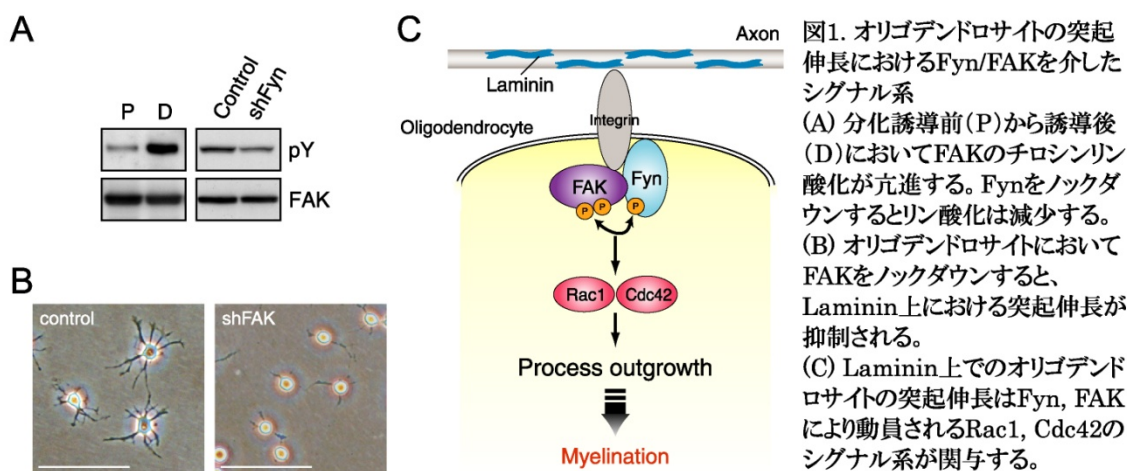 A
P
D
Control
shFyn
pY
FAK
B
control
shFAK
C
Axon
Laminin
Integrin
Oligodendrocyte
FAK
Fyn
P
P
P
Rac1
Cdc42
Process outgrowth
Myelination
図1. オリゴデンドロサイトの突起
伸長におけるFyn/FAKを介した
シグナル系
(A) 分化誘導前(P)から誘導後
(D)においてFAKのチロシンリン
酸化が亢進する。Fynをノックダ
ウンするとリン酸化は減少する。
(B) オリゴデンドロサイトにおいて
FAKをノックダウンすると、
Laminin上における突起伸長が
抑制される。
(C) Laminin上でのオリゴデンド
ロサイトの突起伸長はFyn, FAK
により動員されるRac1, Cdc42の
シグナル系が関与する。